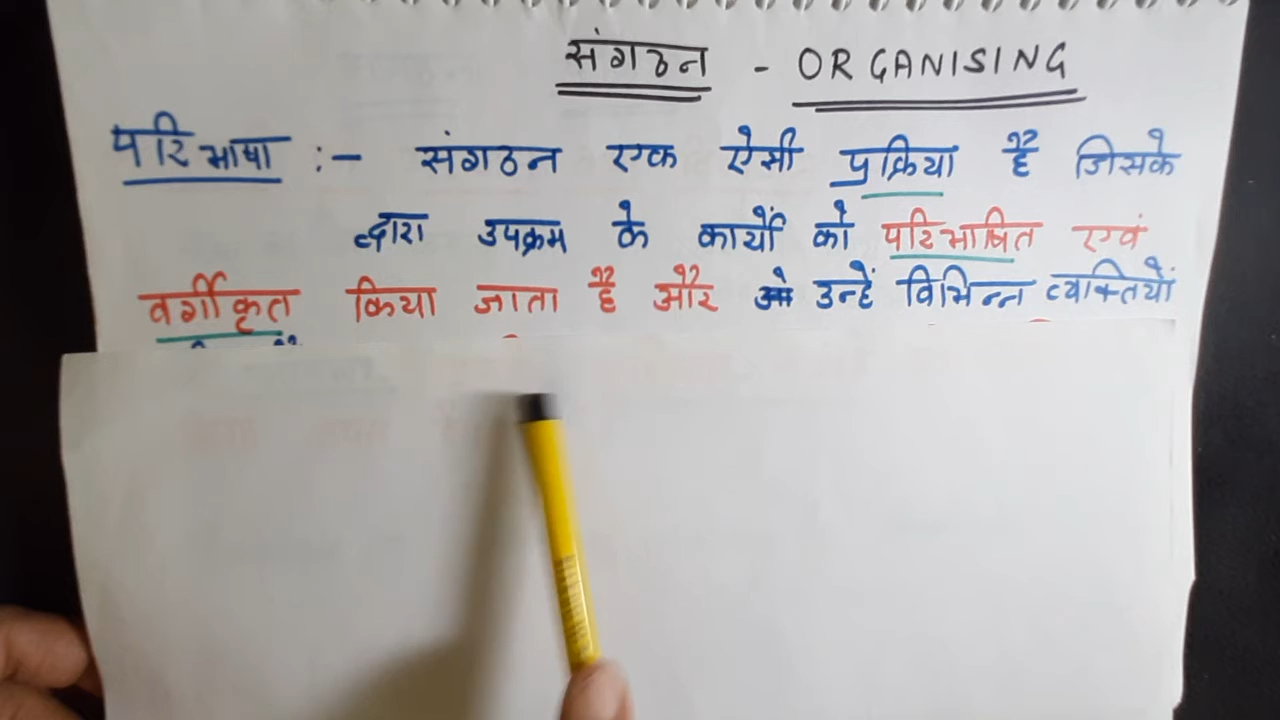 संगठन - ORGANISING
परिभाषा :- संगठन एक ऐसी प्रक्रिया है जिसके
द्वारा उपक्रम के कार्यों को परिभाषित एवं
वर्गीकृत किया जाता है और उन्हें विभिन्न व्यक्तियों